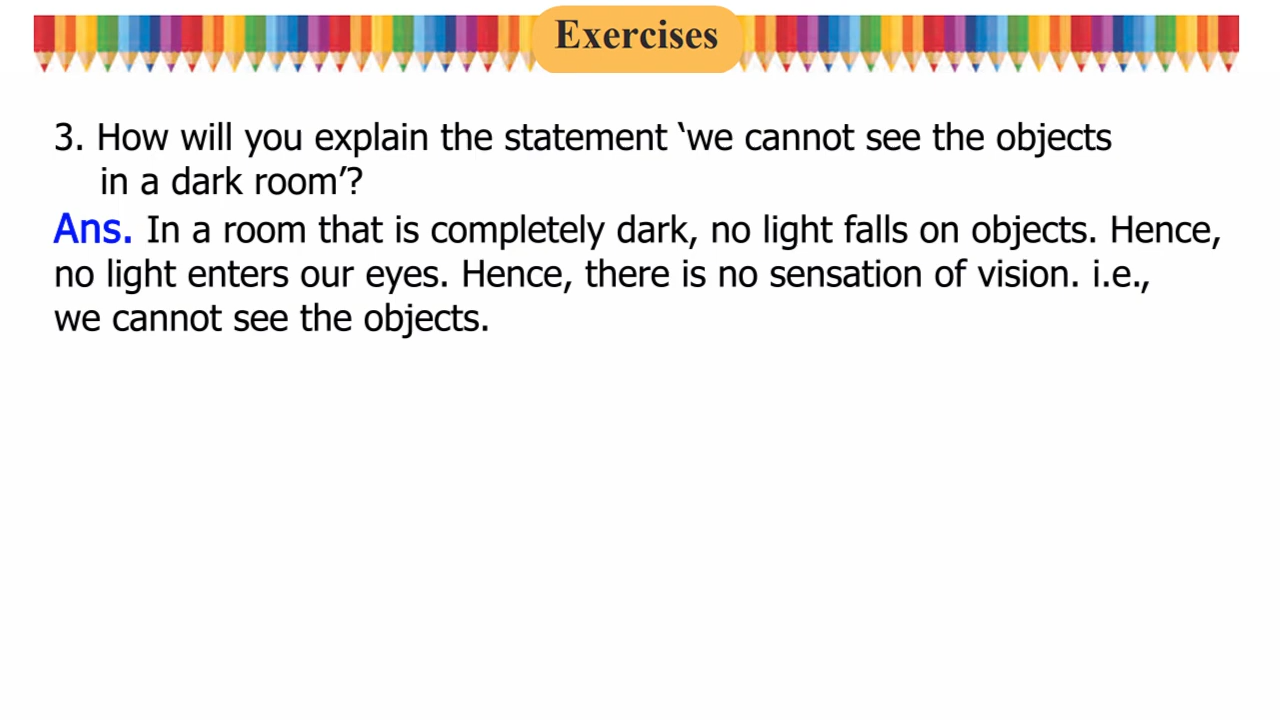 Exercises
3. How will you explain the statement ‘we cannot see the objects
in a dark room’?
Ans. In a room that is completely dark, no light falls on objects. Hence,
no light enters our eyes. Hence, there is no sensation of vision. i.e.,
we cannot see the objects.